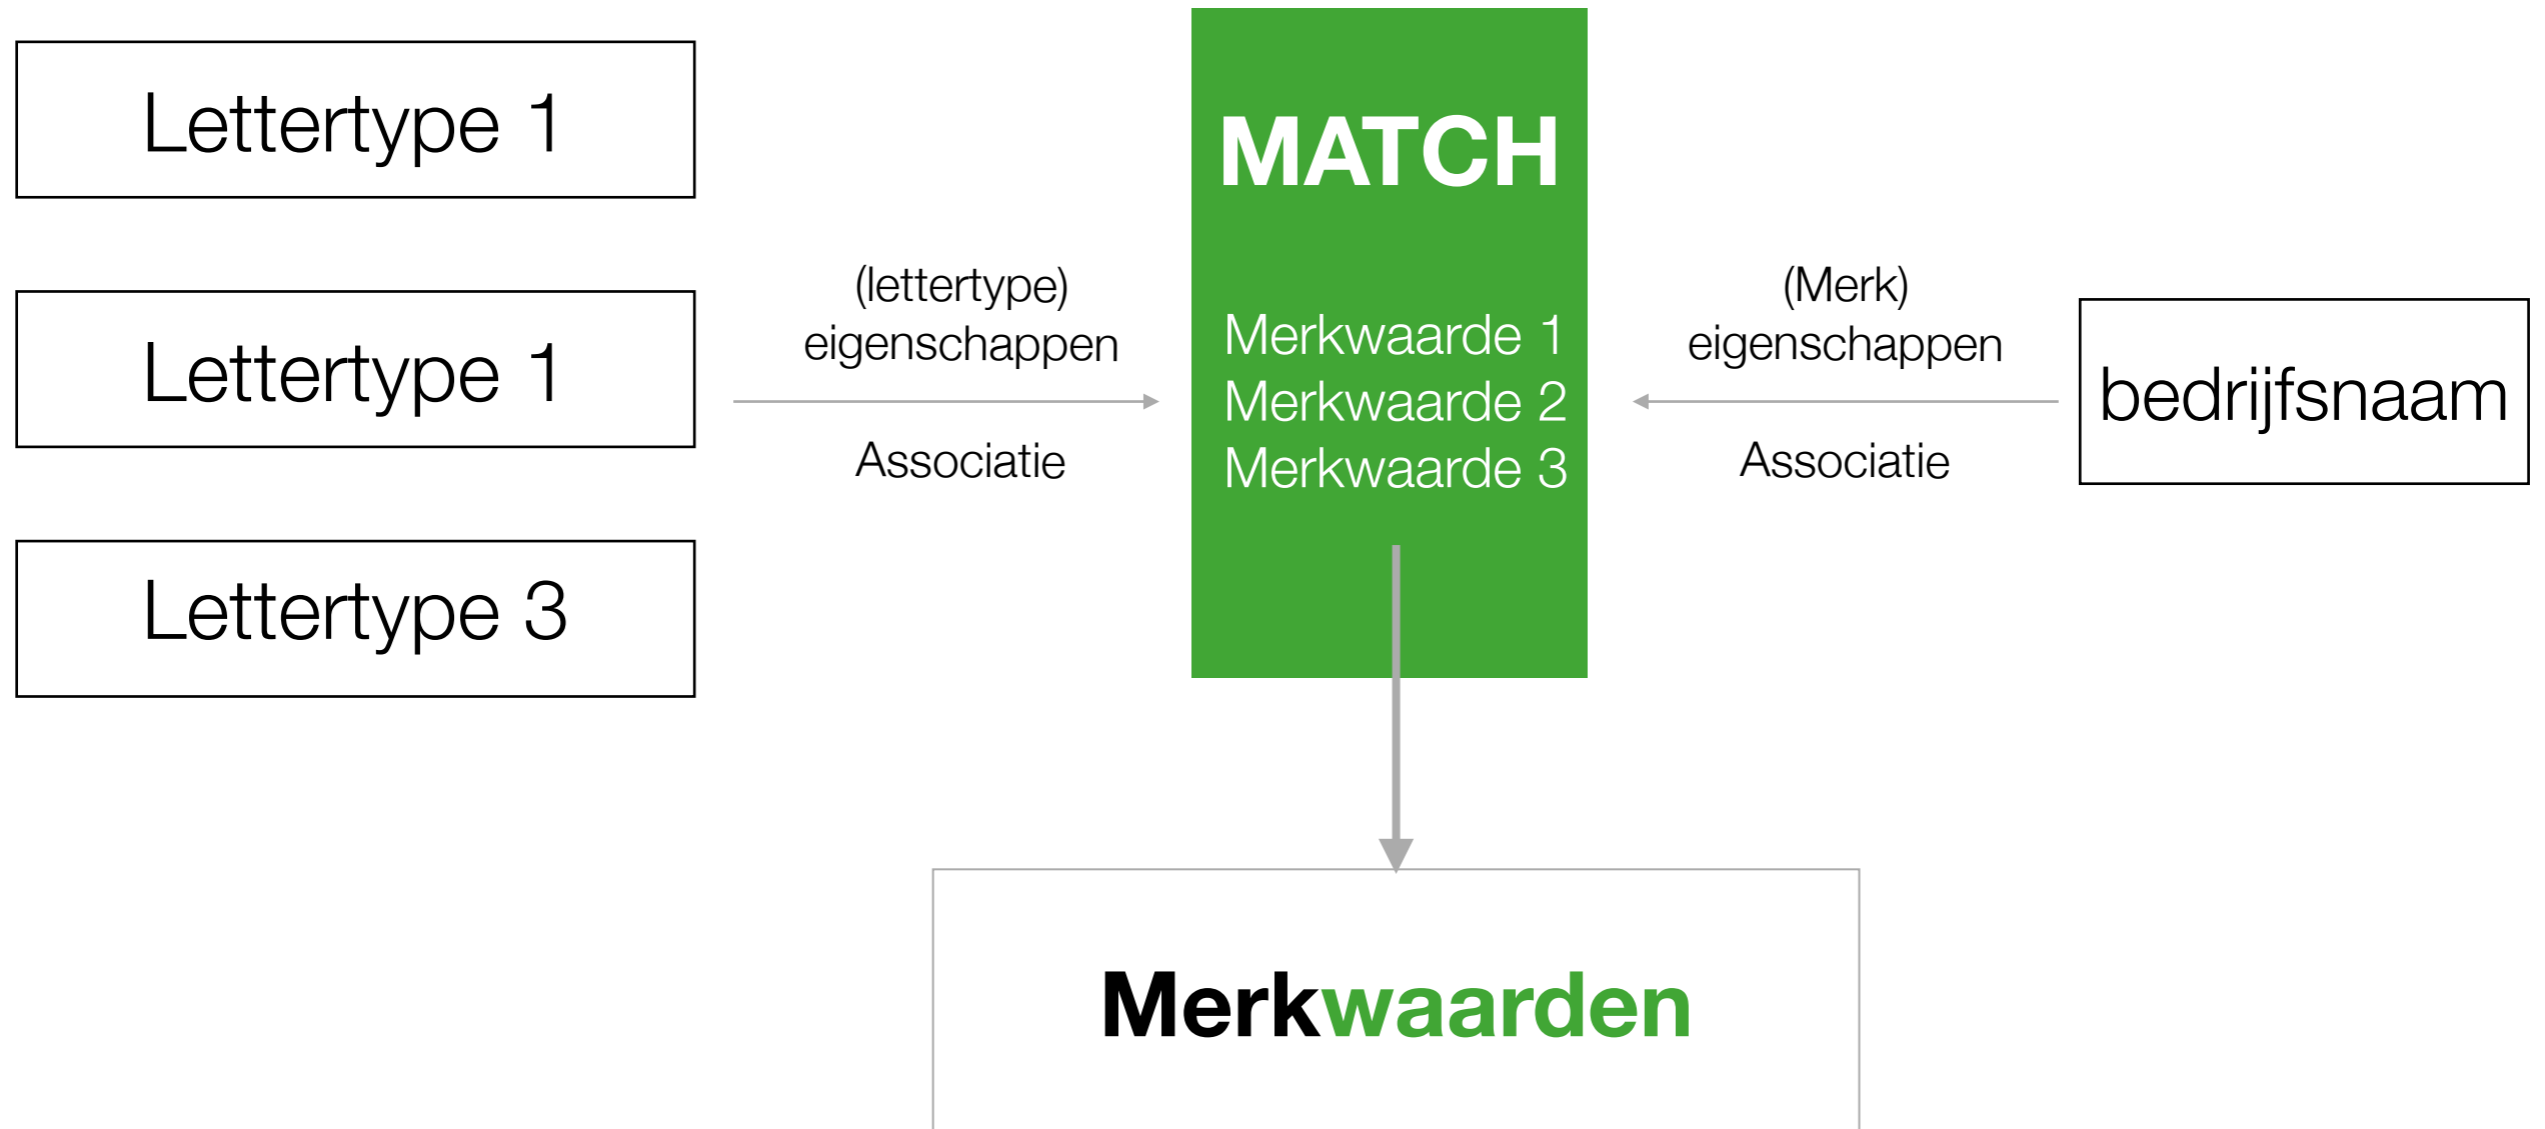 Lettertype 1
Lettertype 1
Lettertype 3
(lettertype)
eigenschappen
Associatie
MATCH
Merkwaarde 1
Merkwaarde 2
Merkwaarde 3
(Merk)
eigenschappen
Associatie
bedrijfsnaam
Merkwaarden